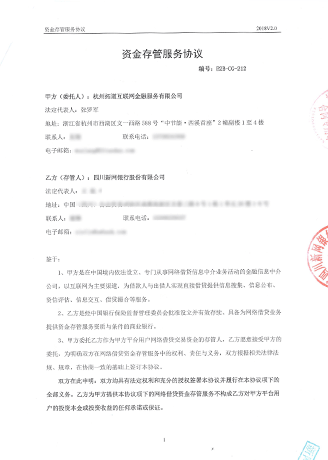 资金存管服务协议
2018V2.0
资金存管服务协议
编号：B2B-CG-212
甲方（委托人）：杭州拓道互联网金融服务有限公司
法定代表人：张罗军
地址：浙江省杭州市西湖区文一西路588号“中节能·西溪首座”2幢裙楼1至4楼
联系人：
联系电话：
电子邮箱：
乙方（存管人）：四川新网银行股份有限公司
法定代表人：
地址：中国
联系人：
联系电话：
电子邮箱：
鉴于：
1、甲方是在中国境内依法设立、专门从事网络借贷信息中介业务活动的金融信息中介
公司，以互联网为主要渠道，为借款人与出借人实现直接借贷提供信息搜集、信息公布、
资信评估、信息交互、借贷撮合等服务。
2、乙方是经中国银行保险监督管理委员会批准设立并有效存续、具备为网络借贷业务
提供资金存管服务资质与条件的商业银行。
3、甲方委托乙方作为甲方平台用户网络借贷交易资金的存管人，乙方愿意接受甲方的
委托。为明确双方在网络借贷资金存管服务中的权利、责任与义务，双方根据相关法律法
规、规章，在协商一致的基础上签订本协议。
双方在此申明：双方均具有法定权利和充分的授权签署本协议并履行在本协议项下的
全部义务。乙方为甲方提供本协议项下的网络借贷资金存管服务不构成乙方对甲方平台用
户的投资本金或投资收益的任何承诺或保证。
1